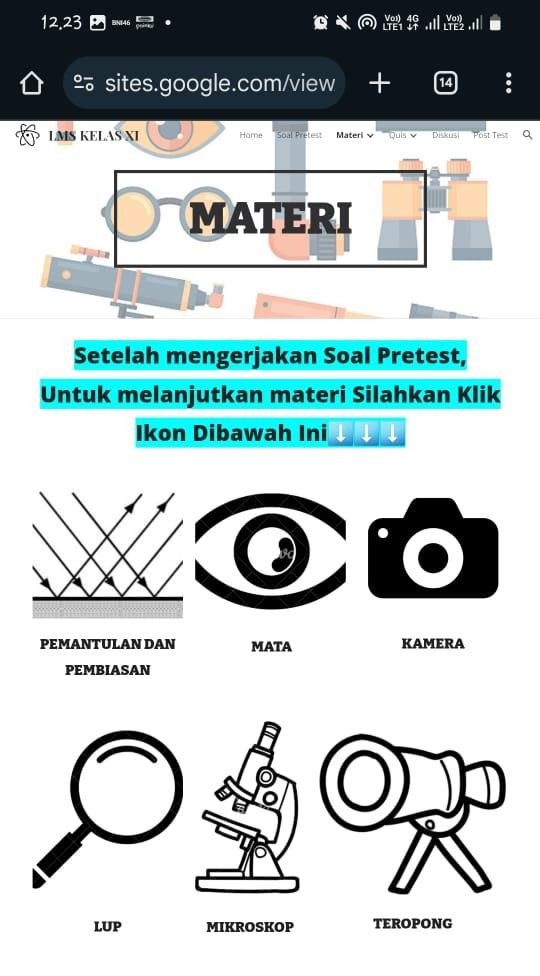 12.23 BNI46 Vo)) LTE1 4G Vo)) LTE2
sites.google.com/view 14
LMS KELAS XI Home Soal Pretest Materi Quis Diskusi Post Test
MATERI
Setelah mengerjakan Soal Pretest,
Untuk melanjutkan materi Silahkan Klik
Ikon Dibawah Ini⬇⬇⬇
PEMANTULAN DAN
PEMBIASAN
MATA
KAMERA
LUP
MIKROSKOP
TEROPONG